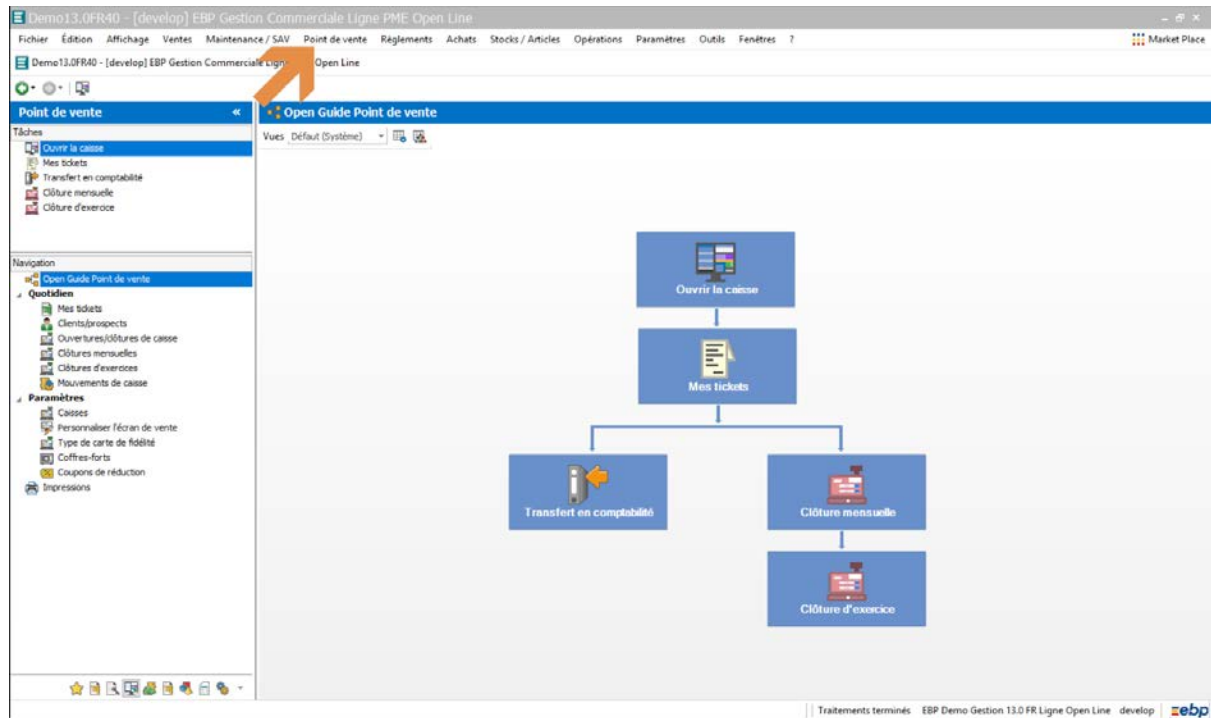 Demo13.0FR40 - [develop] EBP Gestion Commerciale Ligne PME Open Line
Fichier Édition Affichage Ventes Maintenance / SAV Point de vente Règlements Achats Stocks / Articles Opérations Paramètres Outils Fenêtres ? Market Place
Demo13.0FR40 - [develop] EBP Gestion Commerciale Ligne Open Line
Point de vente «
Open Guide Point de vente
Tâches
Vues Défaut (Système)
Ouvrir la caisse
Mes tickets
Transfert en comptabilité
Clôture mensuelle
Clôture d'exercice
Navigation
Open Guide Point de vente
Quotidien
Mes tickets
Clients/prospects
Ouvertures/clôtures de caisse
Clôtures mensuelles
Clôtures d'exercices
Mouvements de caisse
Paramètres
Caisses
Personnaliser l'écran de vente
Type de carte de fidélité
Coffres-forts
Coupons de réduction
Impressions
Ouvrir la caisse
Mes tickets
Transfert en comptabilité
Clôture mensuelle
Clôture d'exercice
Traitements terminés EBP Demo Gestion 13.0 FR Ligne Open Line develop ebp